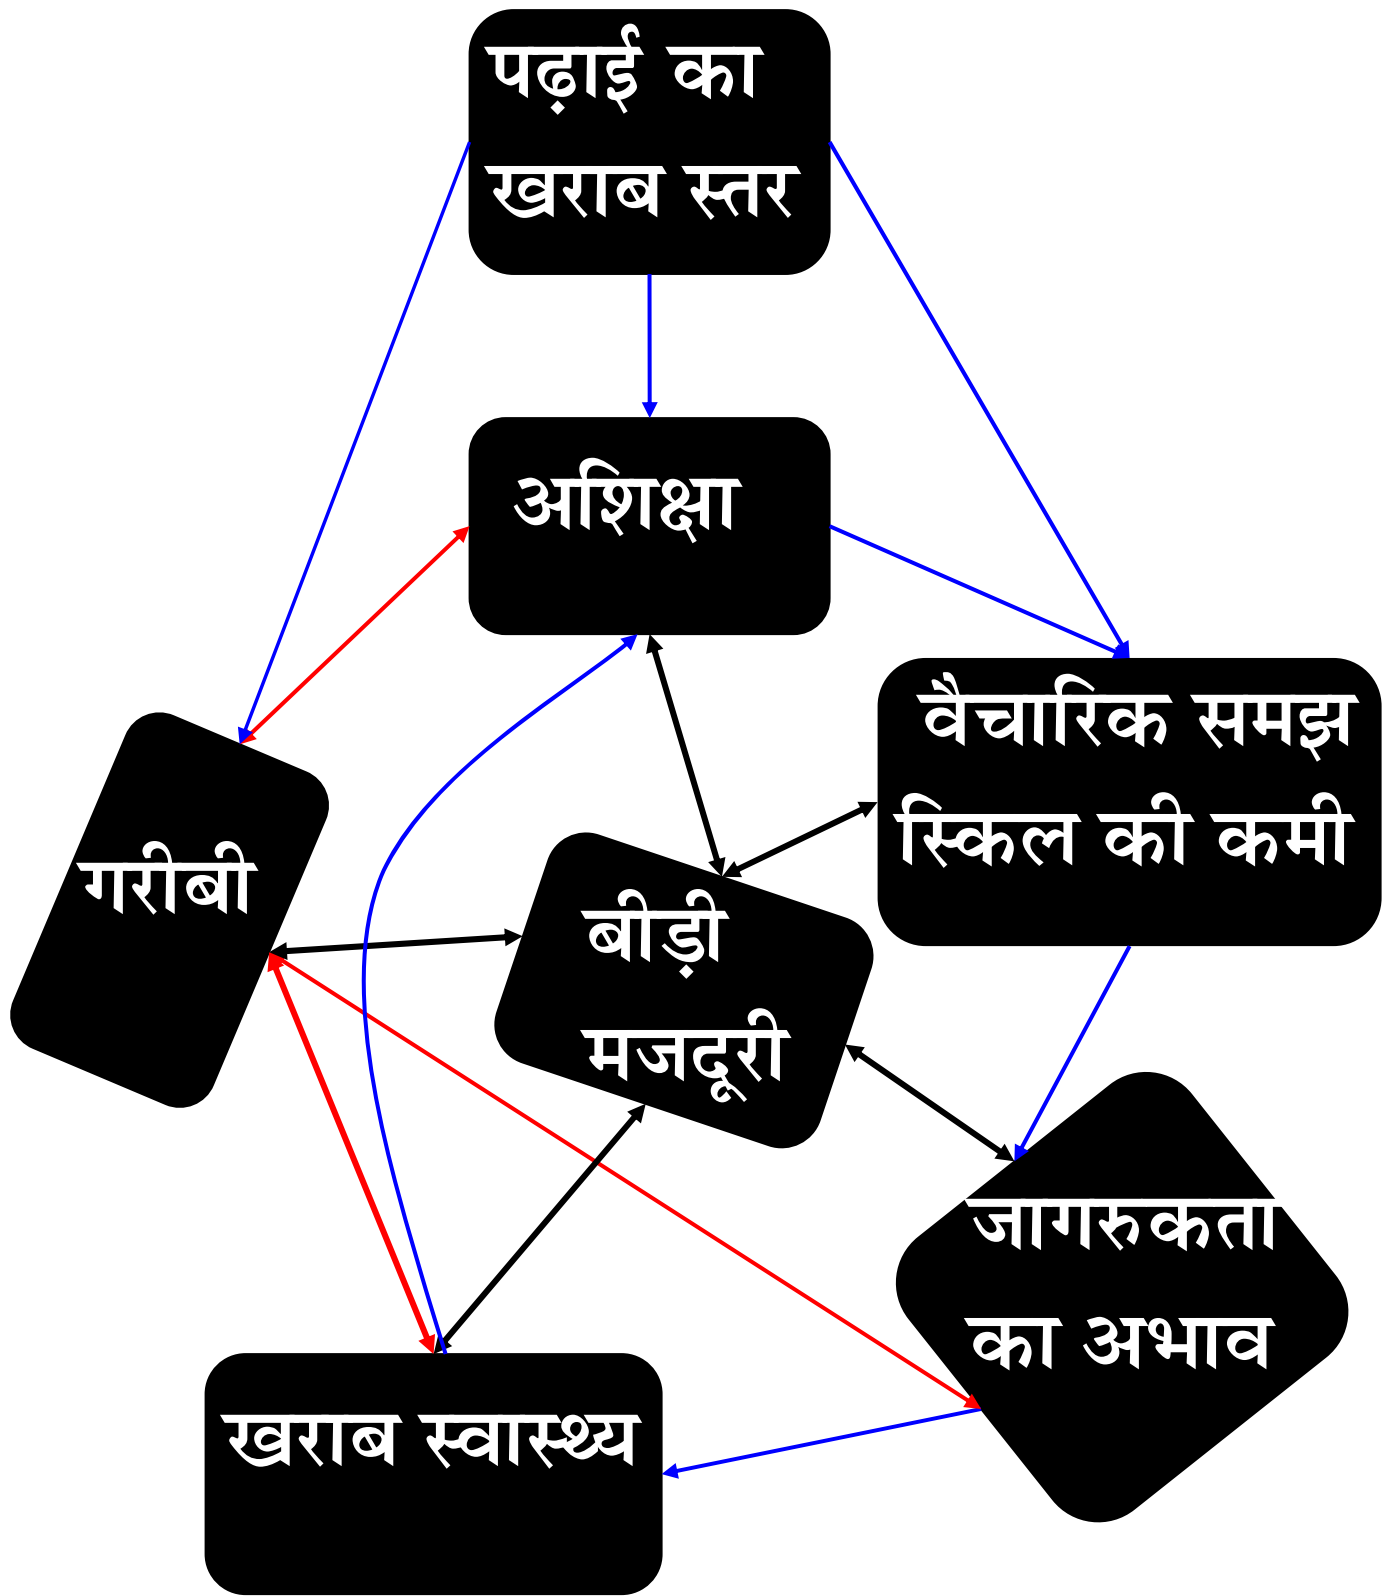 पढ़ाई का
खराब स्तर
अशिक्षा
वैचारिक समझ
स्किल की कमी
गरीबी
बीड़ी
मजदूरी
जागरुकता
का अभाव
खराब स्वास्थ्य